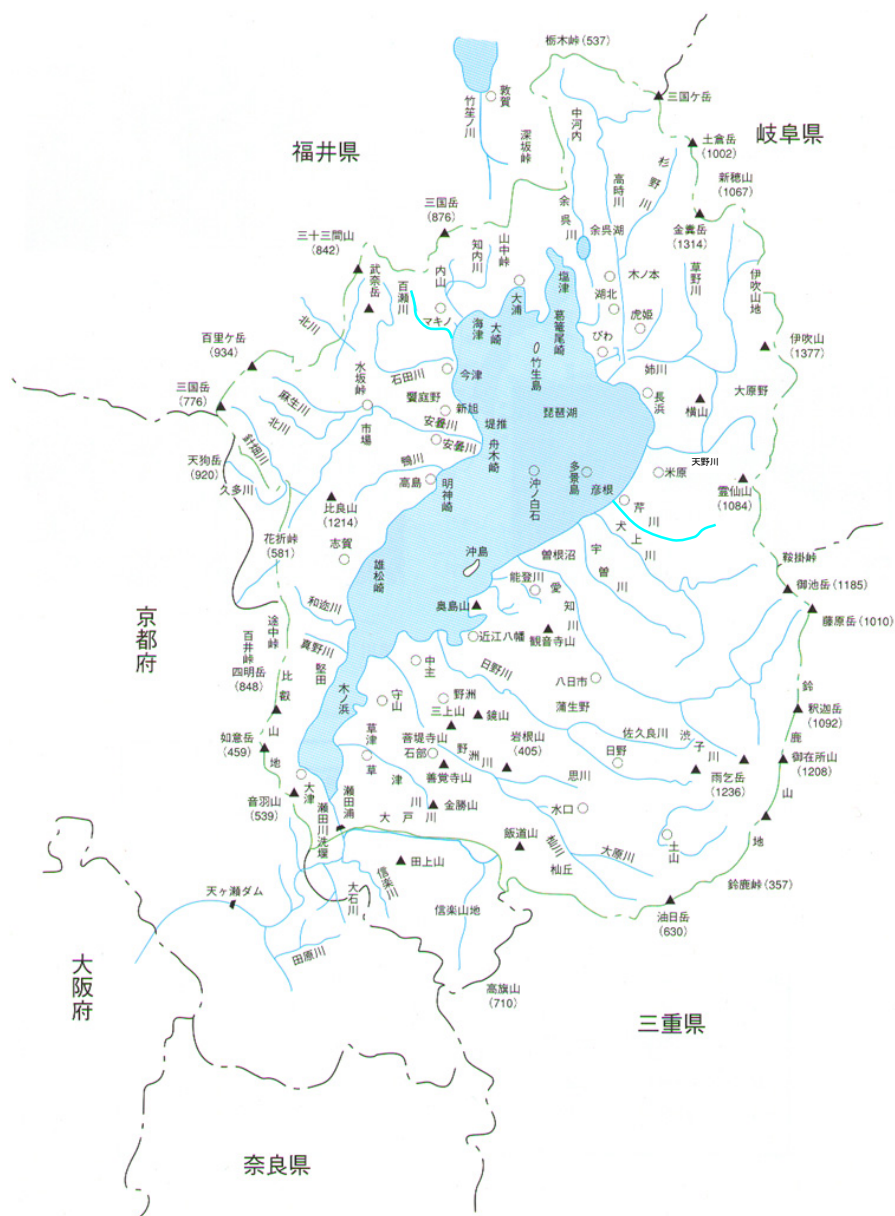 栃木峠(537)
三国ケ岳
敦賀
竹笙ノ川
中河内
深坂峠
福井県
岐阜県
土倉岳
(1002)
杉野川
高時川
新穂山
(1067)
三国岳
(876)
余呉川
余呉湖
金糞岳
(1314)
三十三間山
(842)
山中峠
知内川
内山
武奈岳
百瀬川
塩津
大浦
木ノ本
草野川
伊吹山地
湖北
マキノ
海津
大崎
葛篭尾崎
虎姫
北川
百里ケ岳
(934)
びわ
伊吹山
(1377)
竹生島
姉川
水坂峠
石田川
今津
大原野
三国岳
(776)
麻生川
饗庭野
長浜
横山
新旭
琵琶湖
北川
市場
安曇川
堤推
針畑川
安曇川
舟木崎
天狗岳
(920)
鴨川
天野川
久多川
高島
明神崎
沖ノ白石
多景島
米原
彦根
霊仙山
(1084)
比良山
(1214)
芹川
犬上川
花折峠
(581)
志賀
曽根沼
宇曽川
鞍掛峠
雄松崎
沖島
能登川
愛知川
御池岳(1185)
京都府
和迩川
奥島山
藤原岳(1010)
途中峠
近江八幡
観音寺山
百井峠
真野川
四明岳
(848)
堅田
中主
日野川
八日市
比叡山地
木ノ浜
守山
野洲
蒲生野
鈴鹿山地
釈迦岳
(1092)
三上山
鏡山
如意岳
(459)
草津
菩堤寺山
岩根山
(405)
佐久良川
渋子川
石部
野洲川
日野
御在所山
(1208)
草津川
善覚寺山
思川
雨乞岳
(1236)
音羽山
(539)
大津
瀬田浦
金勝山
水口
瀬田川洗堰
大戸川
飯道山
杣川
大原川
土山
田上山
杣丘
天ヶ瀬ダム
大石川
信楽川
信楽山地
鈴鹿峠(357)
油日岳
(630)
田原川
大阪府
高旗山
(710)
三重県
奈良県